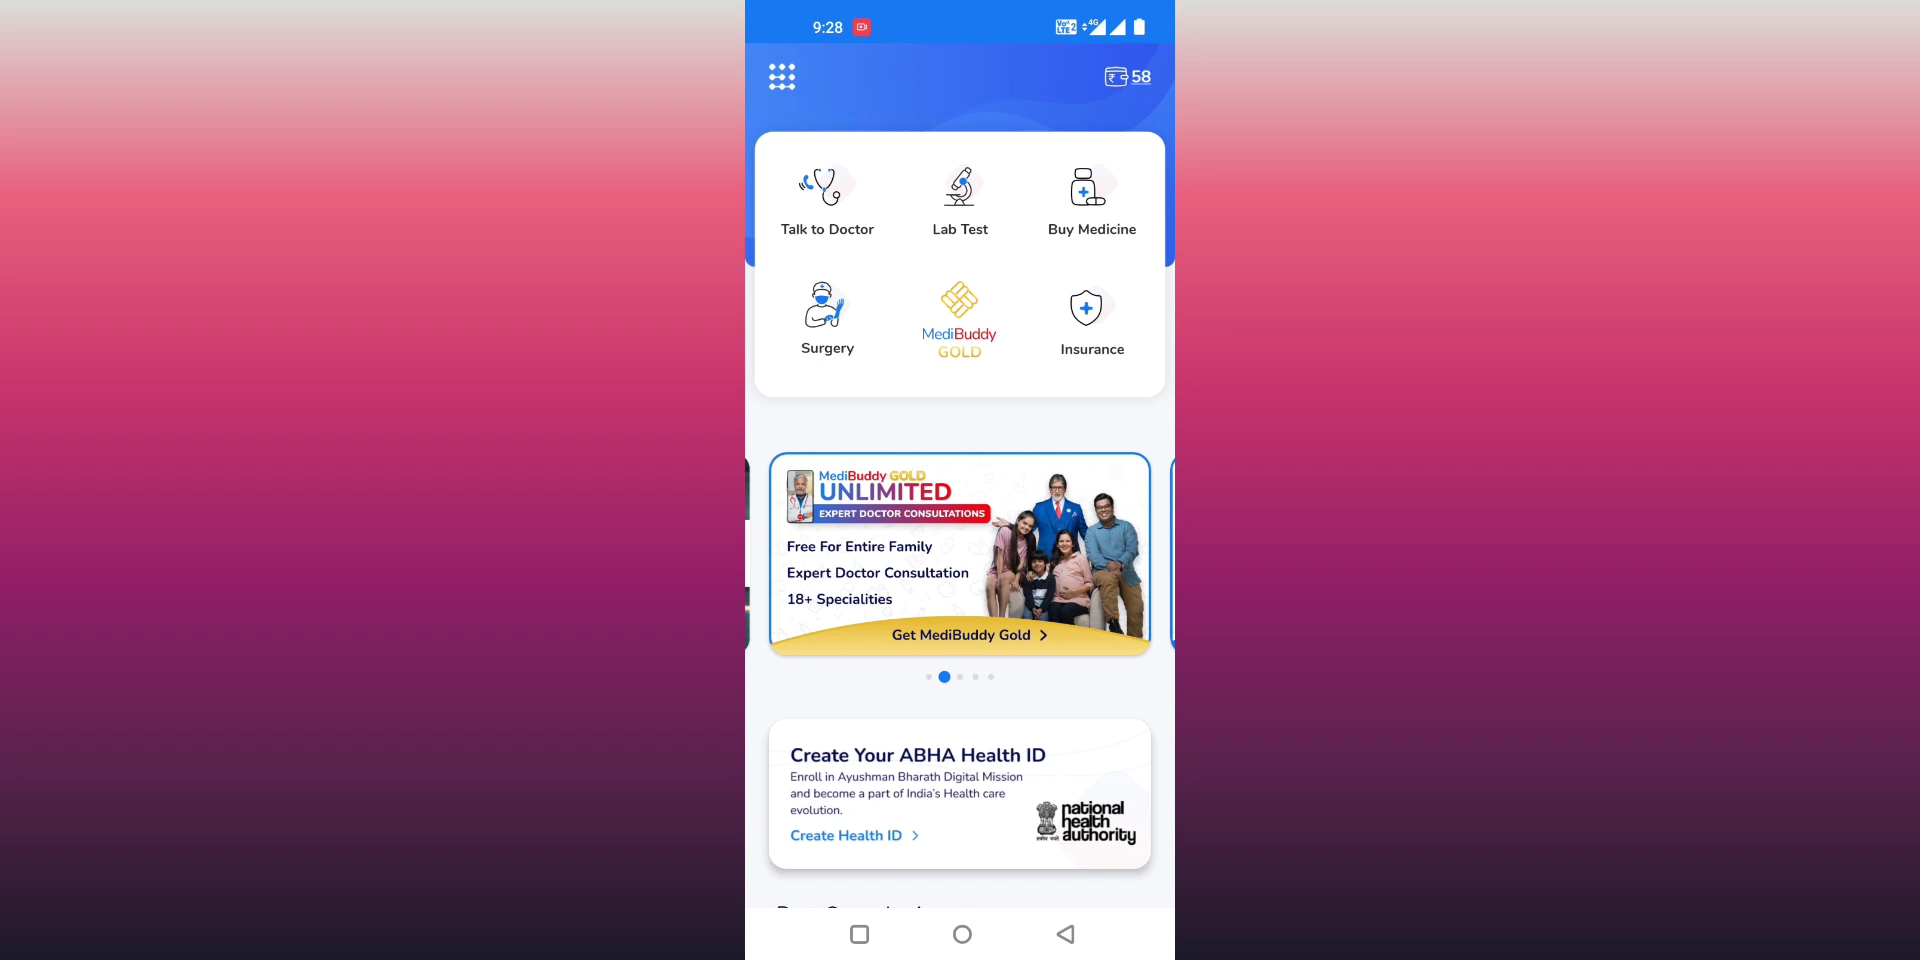 9:28
4G
58
Talk to Doctor
Lab Test
Buy Medicine
Surgery
MediBuddy
GOLD
Insurance
MediBuddy GOLD
UNLIMITED
EXPERT DOCTOR CONSULTATIONS
Free For Entire Family
Expert Doctor Consultation
18+ Specialities
Get MediBuddy Gold
Create Your ABHA Health ID
Enroll in Ayushman Bharath Digital Mission
and become a part of India's Health care
evolution.
Create Health ID
national
health
authority